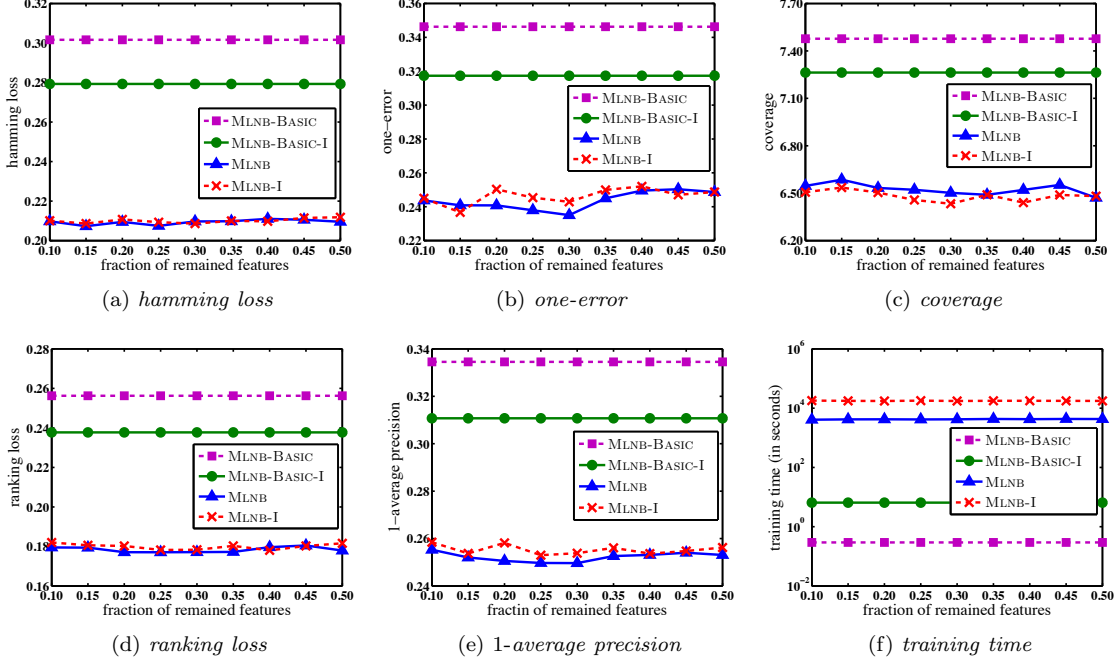 0.32
0.30
0.28
0.26
0.24
0.22
0.20
0.10 0.15 0.20 0.25 0.30 0.35 0.40 0.45 0.50
hamming loss
fraction of remained features
MLNB-BASIC
MLNB-BASIC-I
MLNB
MLNB-I
(a) hamming loss
0.36
0.34
0.32
0.30
0.28
0.26
0.24
0.22
0.10 0.15 0.20 0.25 0.30 0.35 0.40 0.45 0.50
one-error
fraction of remained features
MLNB-BASIC
MLNB-BASIC-I
MLNB
MLNB-I
(b) one-error
7.70
7.40
7.10
6.80
6.50
6.20
0.10 0.15 0.20 0.25 0.30 0.35 0.40 0.45 0.50
coverage
fraction of remained features
MLNB-BASIC
MLNB-BASIC-I
MLNB
MLNB-I
(c) coverage
0.28
0.26
0.24
0.22
0.20
0.18
0.16
0.10 0.15 0.20 0.25 0.30 0.35 0.40 0.45 0.50
ranking loss
fraction of remained features
MLNB-BASIC
MLNB-BASIC-I
MLNB
MLNB-I
(d) ranking loss
0.34
0.32
0.30
0.28
0.26
0.24
0.10 0.15 0.20 0.25 0.30 0.35 0.40 0.45 0.50
1-average precision
fractin of remained features
MLNB-BASIC
MLNB-BASIC-I
MLNB
MLNB-I
(e) 1-average precision
10^6
10^4
10^2
10^0
10^-2
0.10 0.15 0.20 0.25 0.30 0.35 0.40 0.45 0.50
training time (in seconds)
fraction of remained features
MLNB-BASIC
MLNB-BASIC-I
MLNB
MLNB-I
(f) training time